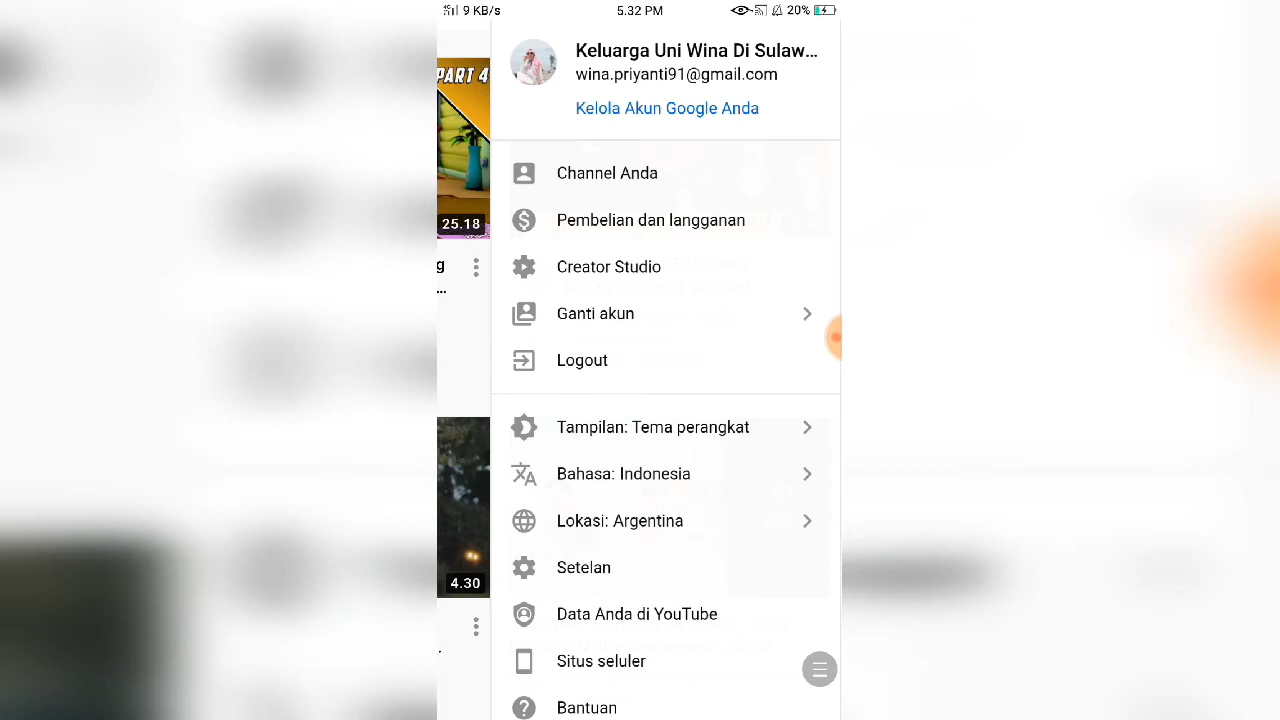 9 KB/s
5.32 PM
20%
Keluarga Uni Wina Di Sulaw...
wina.priyanti91@gmail.com
Kelola Akun Google Anda
PART 4
25.18
g
...
Channel Anda
Pembelian dan langganan
Creator Studio
Ganti akun
Logout
Tampilan: Tema perangkat
Bahasa: Indonesia
Lokasi: Argentina
4.30
Setelan
Data Anda di YouTube
Situs seluler
Bantuan